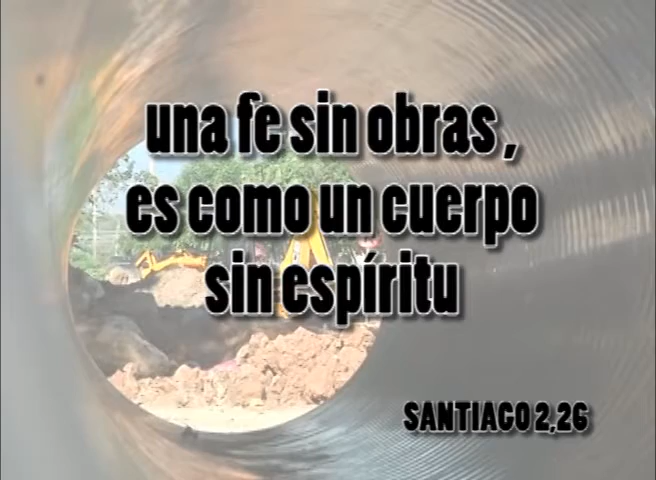 una fe sin obras ,
es como un cuerpo
sin espíritu
SANTIAGO 2,26